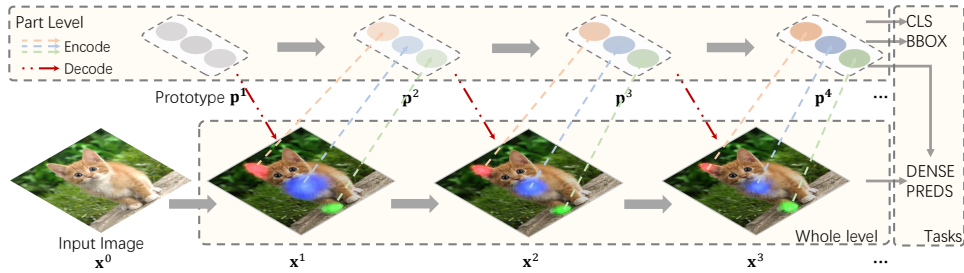 Part Level
Encode
Decode
CLS
BBOX
Prototype p¹
p²
p³
p⁴
...
DENSE
PREDS
Input Image
Whole level
Tasks
x⁰
x¹
x²
x³
...